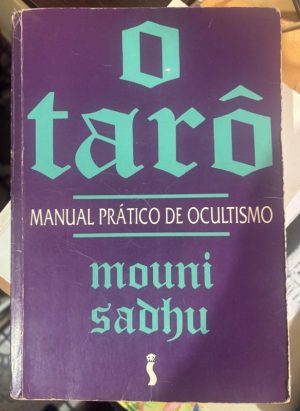 o
tarô
MANUAL PRÁTICO DE OCULTISMO
mouni
sadhu